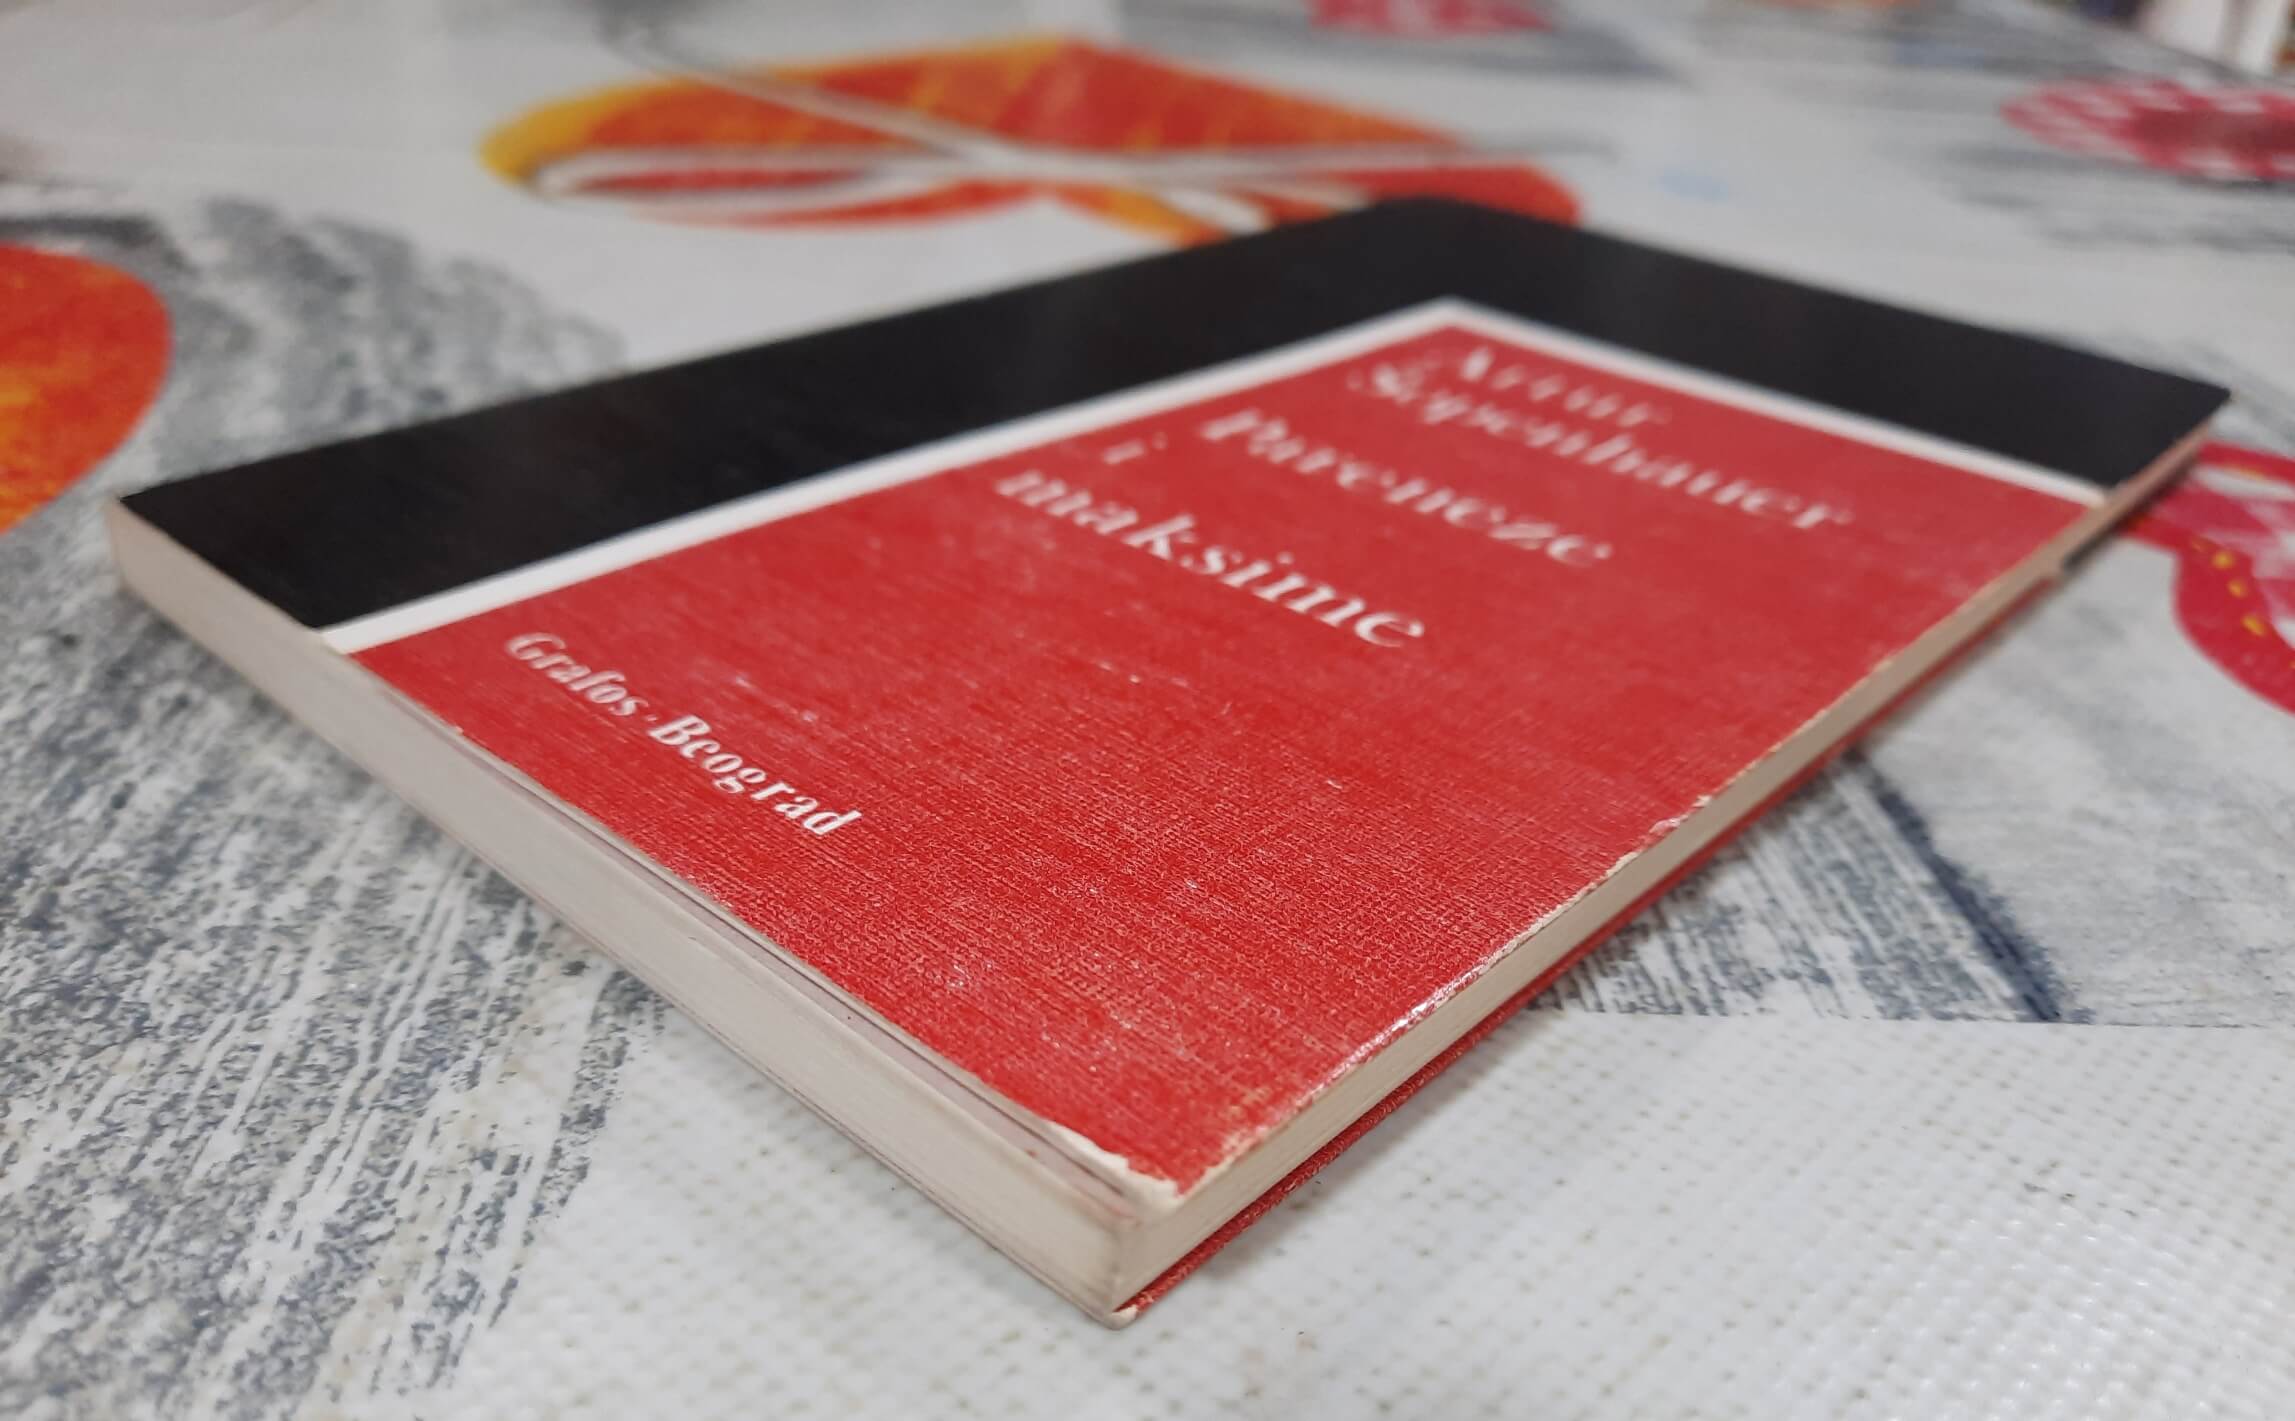 Artur
Šopenhauer
Pareneze
i
maksime
Grafos · Beograd